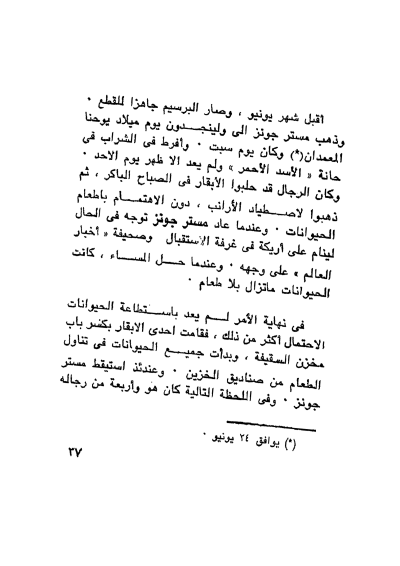 أقبل شهر يونيو ، وصار البرسيم جاهزا للقطع .
وذهب مستر جونز الى ولينجدون يوم ميلاد يوحنا
المعمدان(*) وكان يوم سبت . وأفرط فى الشراب فى
حانة « الأسد الأحمر » ولم يعد الا ظهر يوم الاحد .
وكان الرجال قد حلبوا الأبقار فى الصباح الباكر ، ثم
ذهبوا لاصطياد الأرانب ، دون الاهتمام باطعام
الحيوانات . وعندما عاد مستر جونز توجه فى الحال
لينام على أريكة فى غرفة الاستقبال وصحيفة « أخبار
العالم » على وجهه . وعندما حل المساء ، كانت
الحيوانات ماتزال بلا طعام .
فى نهاية الأمر لم يعد باستطاعة الحيوانات
الاحتمال أكثر من ذلك ، فقامت احدى الابقار بكسر باب
مخزن السقيفة ، وبدأت جميع الحيوانات فى تناول
الطعام من صناديق الخزين . وعندئذ استيقظ مستر
جونز . وفى اللحظة التالية كان هو وأربعة من رجاله
(*) يوافق ٢٤ يونيو .
٢٧